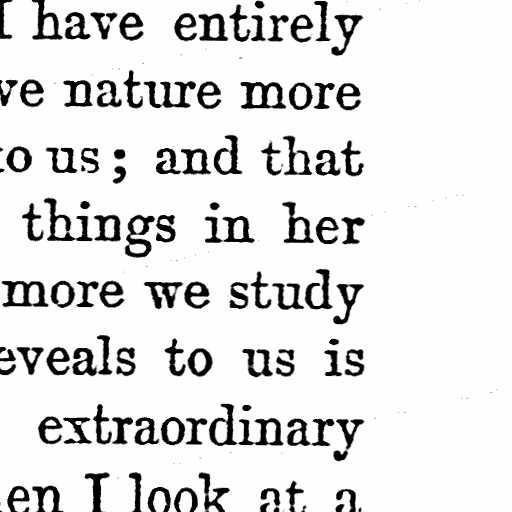 I have entirely
ve nature more
to us; and that
things in her
more we study
eveals to us is
extraordinary
en I look at a